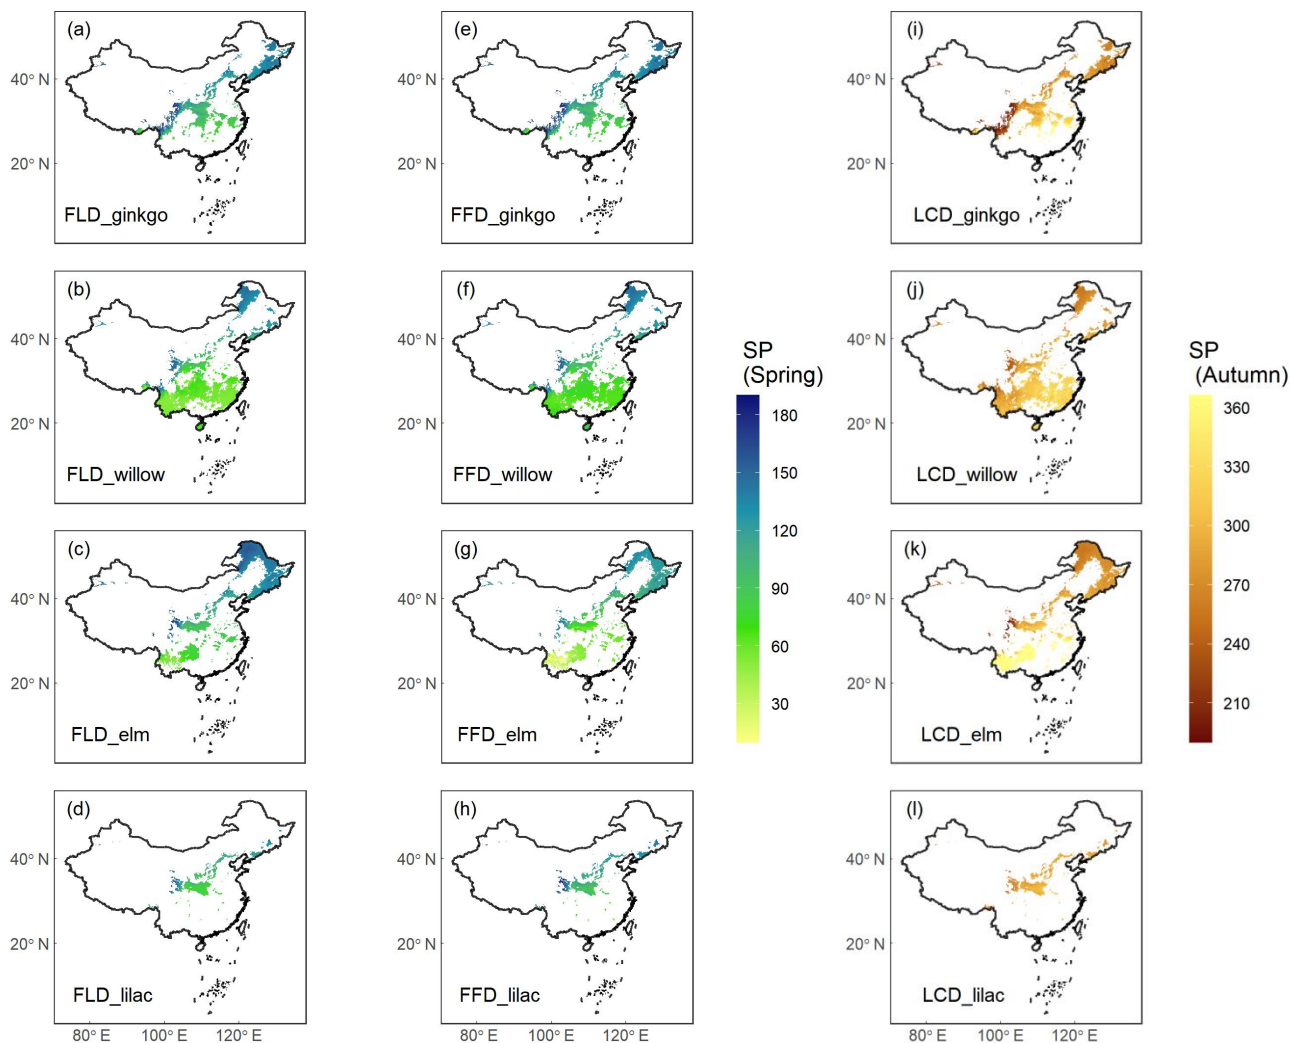 (a)
(e)
(i)
40° N
40° N
40° N
20° N
20° N
20° N
FLD_ginkgo
FFD_ginkgo
LCD_ginkgo
(b)
(f)
(j)
40° N
40° N
40° N
20° N
20° N
20° N
FLD_willow
FFD_willow
LCD_willow
SP
(Spring)
180
150
120
90
60
30
SP
(Autumn)
360
330
300
270
240
210
(c)
(g)
(k)
40° N
40° N
40° N
20° N
20° N
20° N
FLD_elm
FFD_elm
LCD_elm
(d)
(h)
(l)
40° N
40° N
40° N
20° N
20° N
20° N
FLD_lilac
FFD_lilac
LCD_lilac
80° E 100° E 120° E
80° E 100° E 120° E
80° E 100° E 120° E